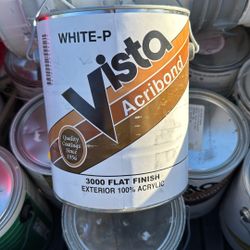 WHITE-P
Vista
Acribond
Quality
Coatings
Since
1956
3000 FLAT FINISH
EXTERIOR 100% ACRYLIC